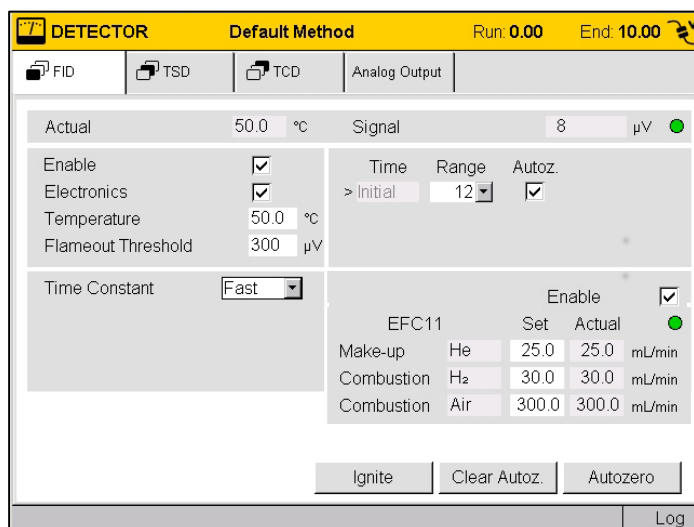 DETECTOR Default Method Run: 0.00 End: 10.00
FID TSD TCD Analog Output
Actual 50.0 °C Signal 8 µV
Enable
Electronics
Temperature 50.0 °C
Flameout Threshold 300 µV
Time Range Autoz.
> Initial 12
Time Constant Fast
Enable
EFC11 Set Actual
Make-up He 25.0 25.0 mL/min
Combustion H₂ 30.0 30.0 mL/min
Combustion Air 300.0 300.0 mL/min
Ignite Clear Autoz. Autozero
Log